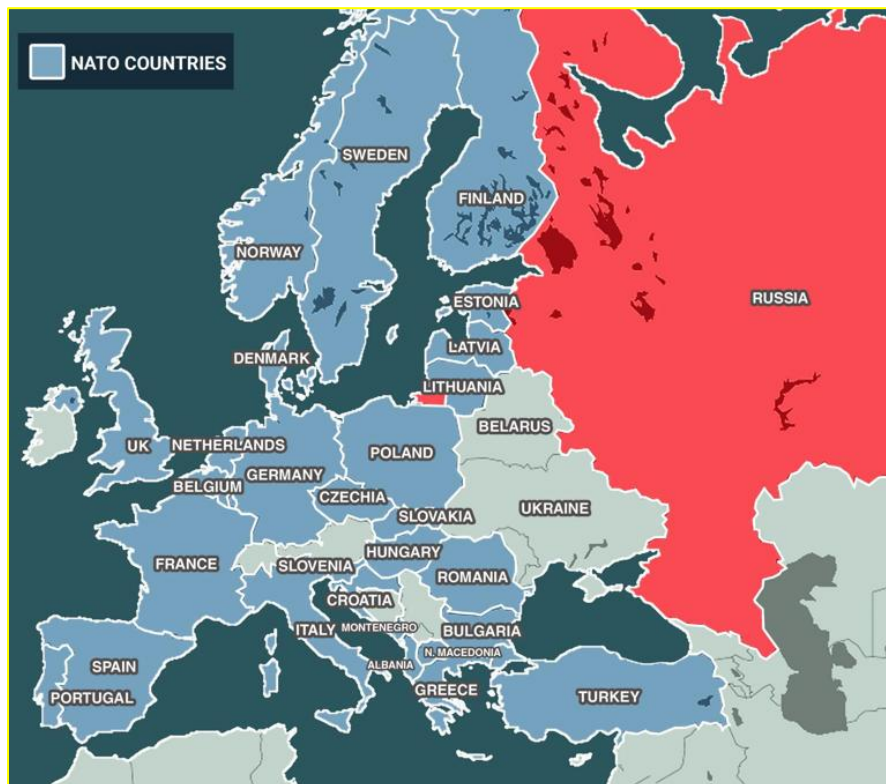 NATO COUNTRIES
SWEDEN
FINLAND
NORWAY
RUSSIA
ESTONIA
LATVIA
DENMARK
LITHUANIA
BELARUS
UK
NETHERLANDS
POLAND
GERMANY
BELGIUM
CZECHIA
UKRAINE
SLOVAKIA
HUNGARY
FRANCE
SLOVENIA
ROMANIA
CROATIA
ITALY
MONTENEGRO
BULGARIA
N. MACEDONIA
ALBANIA
SPAIN
GREECE
PORTUGAL
TURKEY